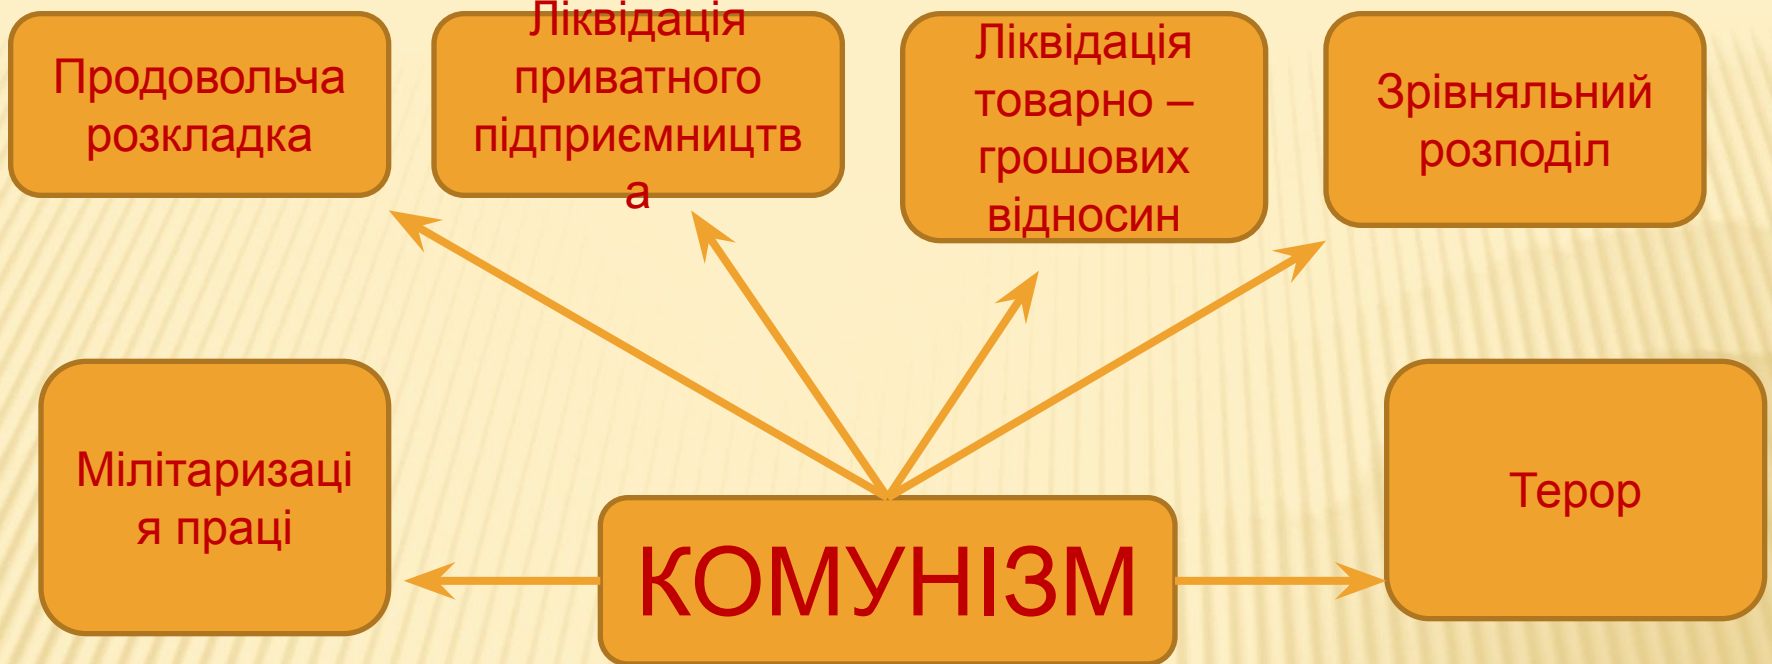 Продовольча
розкладка
Ліквідація
приватного
підприємництв
а
Ліквідація
товарно –
грошових
відносин
Зрівняльний
розподіл
Мілітаризаці
я праці
КОМУНІЗМ
Терор